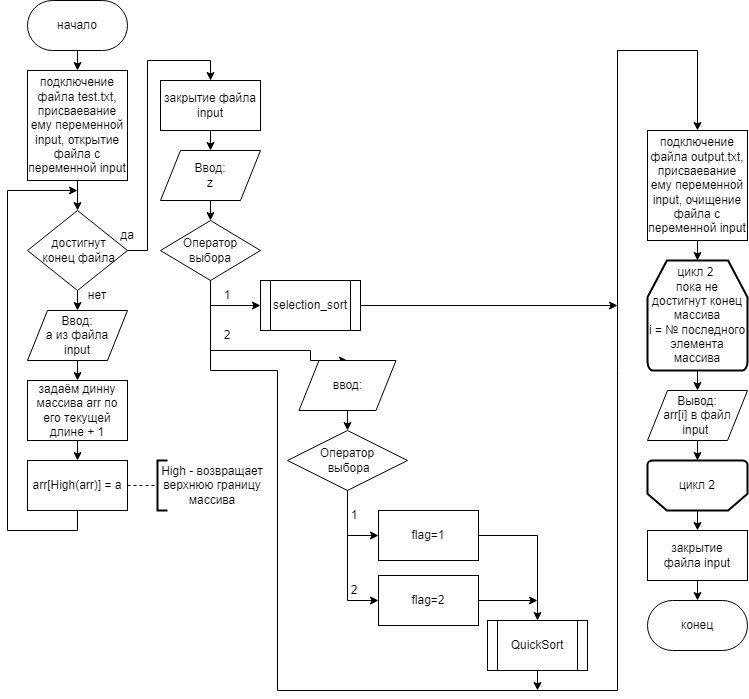 начало
подключение
файла test.txt,
присваевание
ему переменной
input, открытие
файла с
переменной input
достигнут
конец файла
да
нет
Ввод:
a из файла
input
задаём динну
массива arr по
его текущей
длине + 1
arr[High(arr)] = a
High - возвращает
верхнюю границу
массива
закрытие файла
input
Ввод:
z
Оператор
выбора
1
selection_sort
2
ввод:
Оператор
выбора
1
flag=1
2
flag=2
QuickSort
подключение
файла output.txt,
присваевание
ему переменной
input, очищение
файла с
переменной input
цикл 2
пока не
достигнут конец
массива
i = № последного
элемента
массива
Вывод:
arr[i] в файл
input
цикл 2
закрытие
файла input
конец